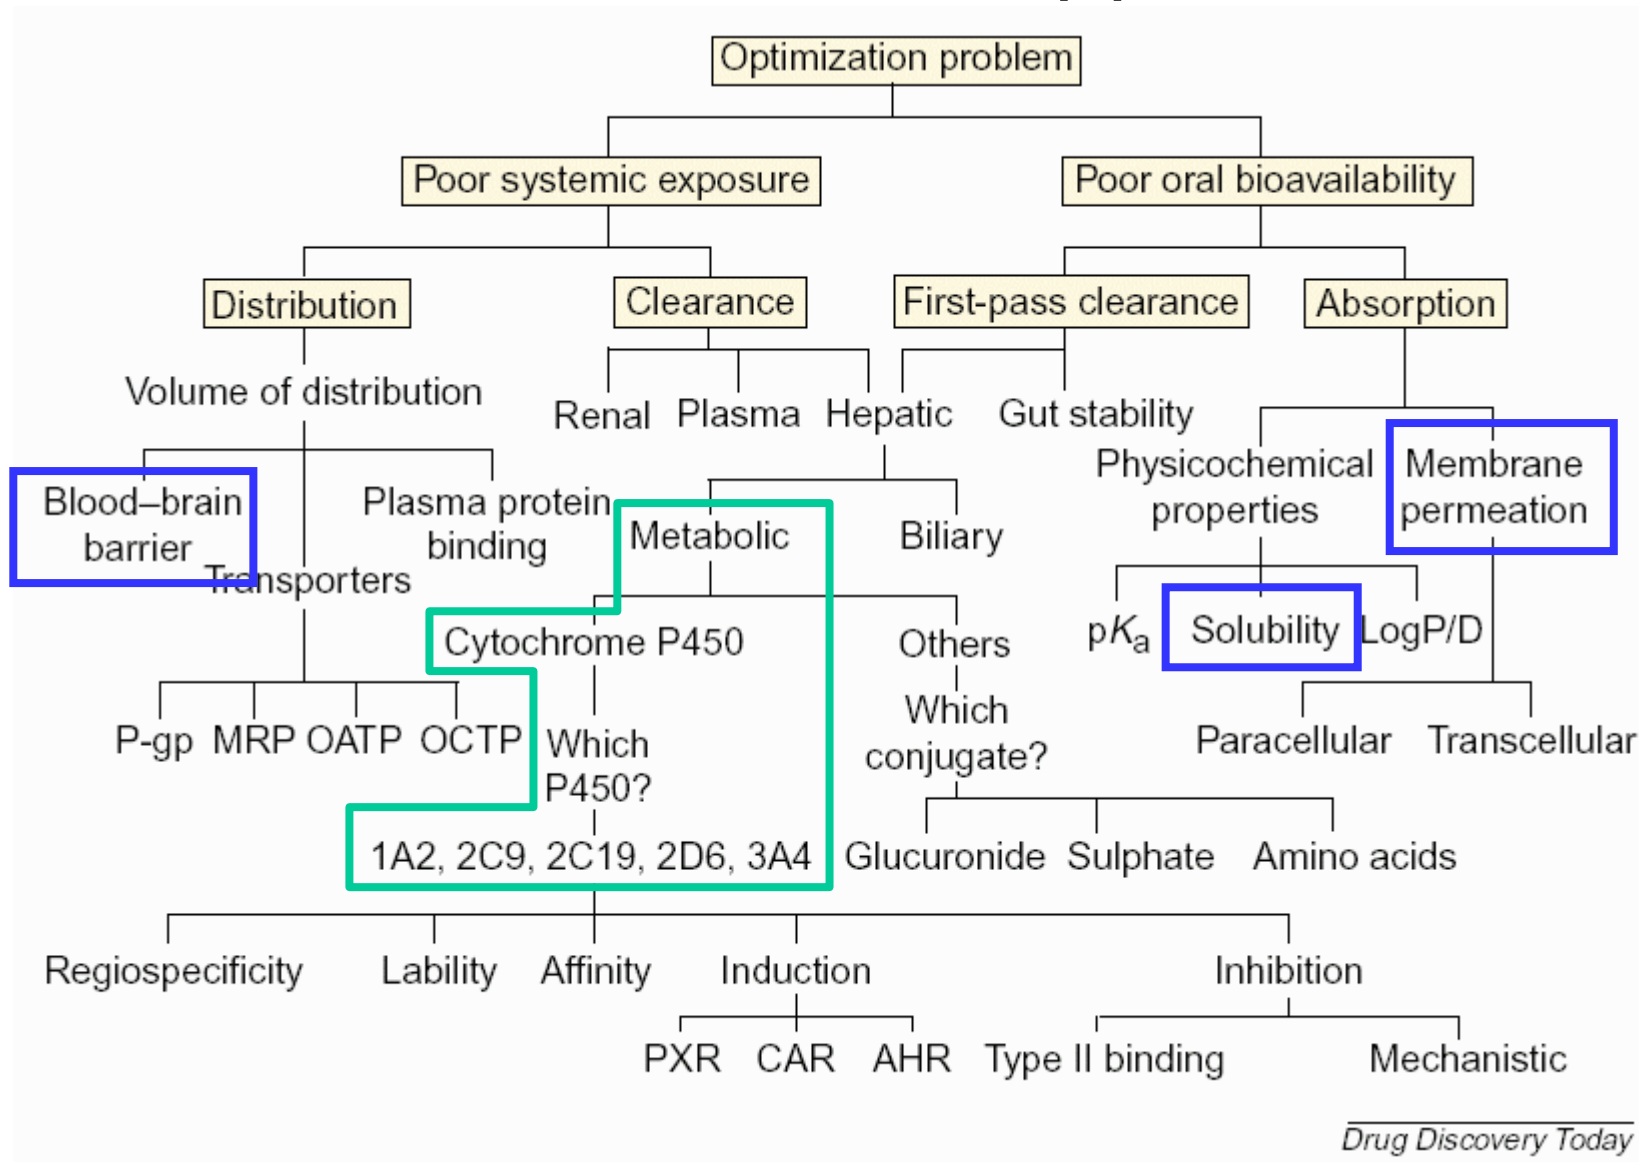 Optimization problem
Poor systemic exposure
Poor oral bioavailability
Distribution
Clearance
First-pass clearance
Absorption
Volume of distribution
Renal
Plasma
Hepatic
Gut stability
Physicochemical
properties
Membrane
permeation
Blood–brain
barrier
Plasma protein
binding
Transporters
Metabolic
Biliary
pKa
Solubility
LogP/D
Cytochrome P450
Others
P-gp
MRP
OATP
OCTP
Which
P450?
Which
conjugate?
Paracellular
Transcellular
1A2, 2C9, 2C19, 2D6, 3A4
Glucuronide
Sulphate
Amino acids
Regiospecificity
Lability
Affinity
Induction
Inhibition
PXR
CAR
AHR
Type II binding
Mechanistic
Drug Discovery Today